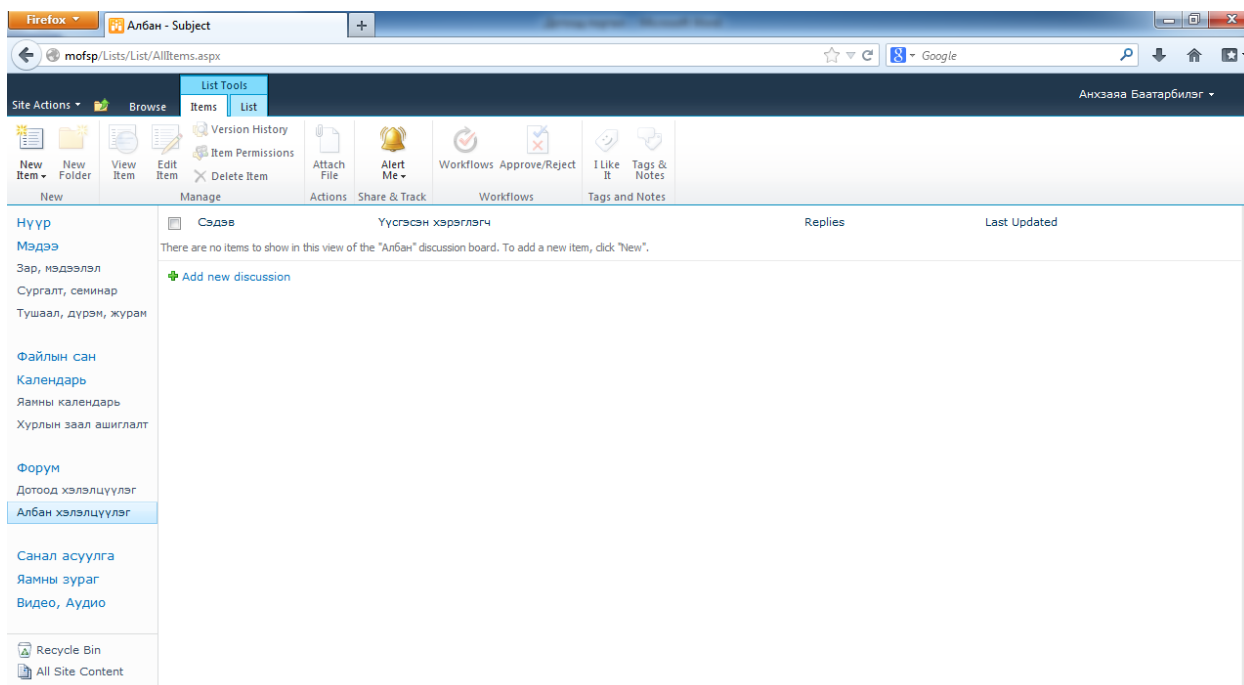 Firefox
Албан - Subject
mofsp/Lists/List/AllItems.aspx
Google
List Tools
Site Actions Browse Items List
Анхзаяа Баатарбилэг
New Item
New Folder
View Item
Edit Item
Version History
Item Permissions
Delete Item
Attach File
Alert Me
Workflows
Approve/Reject
I Like It
Tags & Notes
New Manage Actions Share & Track Workflows Tags and Notes
Нүүр
Мэдээ
Зар, мэдээлэл
Сургалт, семинар
Тушаал, дүрэм, журам
Файлын сан
Календарь
Яамны календарь
Хурлын заал ашиглалт
Форум
Дотоод хэлэлцүүлэг
Албан хэлэлцүүлэг
Санал асуулга
Яамны зураг
Видео, Аудио
Recycle Bin
All Site Content
Сэдэв Үүсгэсэн хэрэглэгч Replies Last Updated
There are no items to show in this view of the "Албан" discussion board. To add a new item, click "New".
Add new discussion